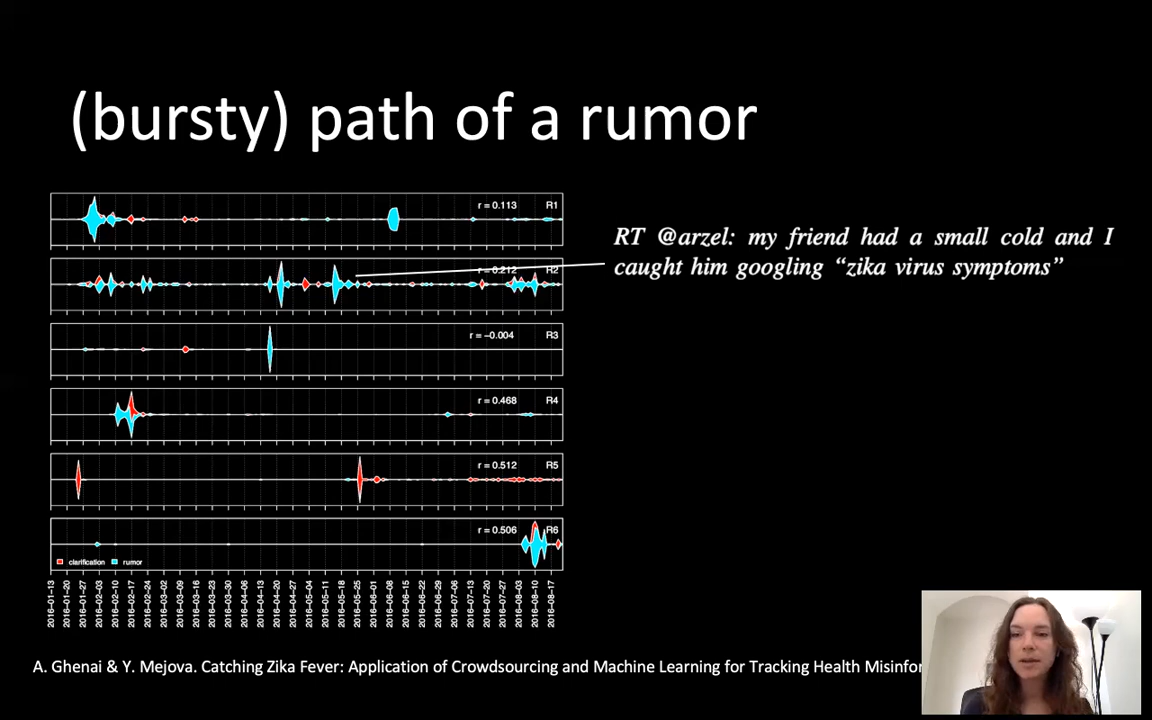 (bursty) path of a rumor
r = 0.113 R1
r = 0.212 R2
r = −0.004 R3
r = 0.468 R4
r = 0.512 R5
r = 0.506 R6
clarification rumor
2016-01-13
2016-01-20
2016-01-27
2016-02-03
2016-02-10
2016-02-17
2016-02-24
2016-03-02
2016-03-09
2016-03-16
2016-03-23
2016-03-30
2016-04-06
2016-04-13
2016-04-20
2016-04-27
2016-05-04
2016-05-11
2016-05-18
2016-05-25
2016-06-01
2016-06-08
2016-06-15
2016-06-22
2016-06-29
2016-07-06
2016-07-13
2016-07-20
2016-07-27
2016-08-03
2016-08-10
2016-08-17
RT @arzel: my friend had a small cold and I
caught him googling “zika virus symptoms”
A. Ghenai & Y. Mejova. Catching Zika Fever: Application of Crowdsourcing and Machine Learning for Tracking Health Misinfor